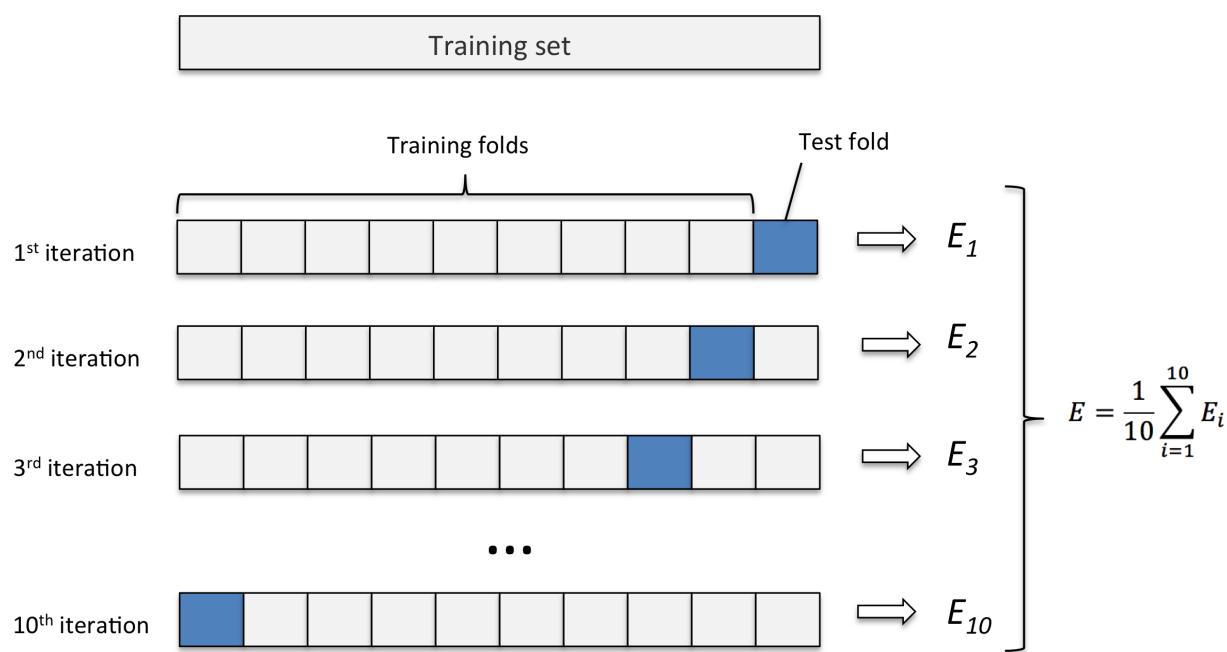 Training set
Training folds
Test fold
1st iteration
E1
2nd iteration
E2
3rd iteration
E3
E = 1/10 ∑ i=1 10 Ei
...
10th iteration
E10